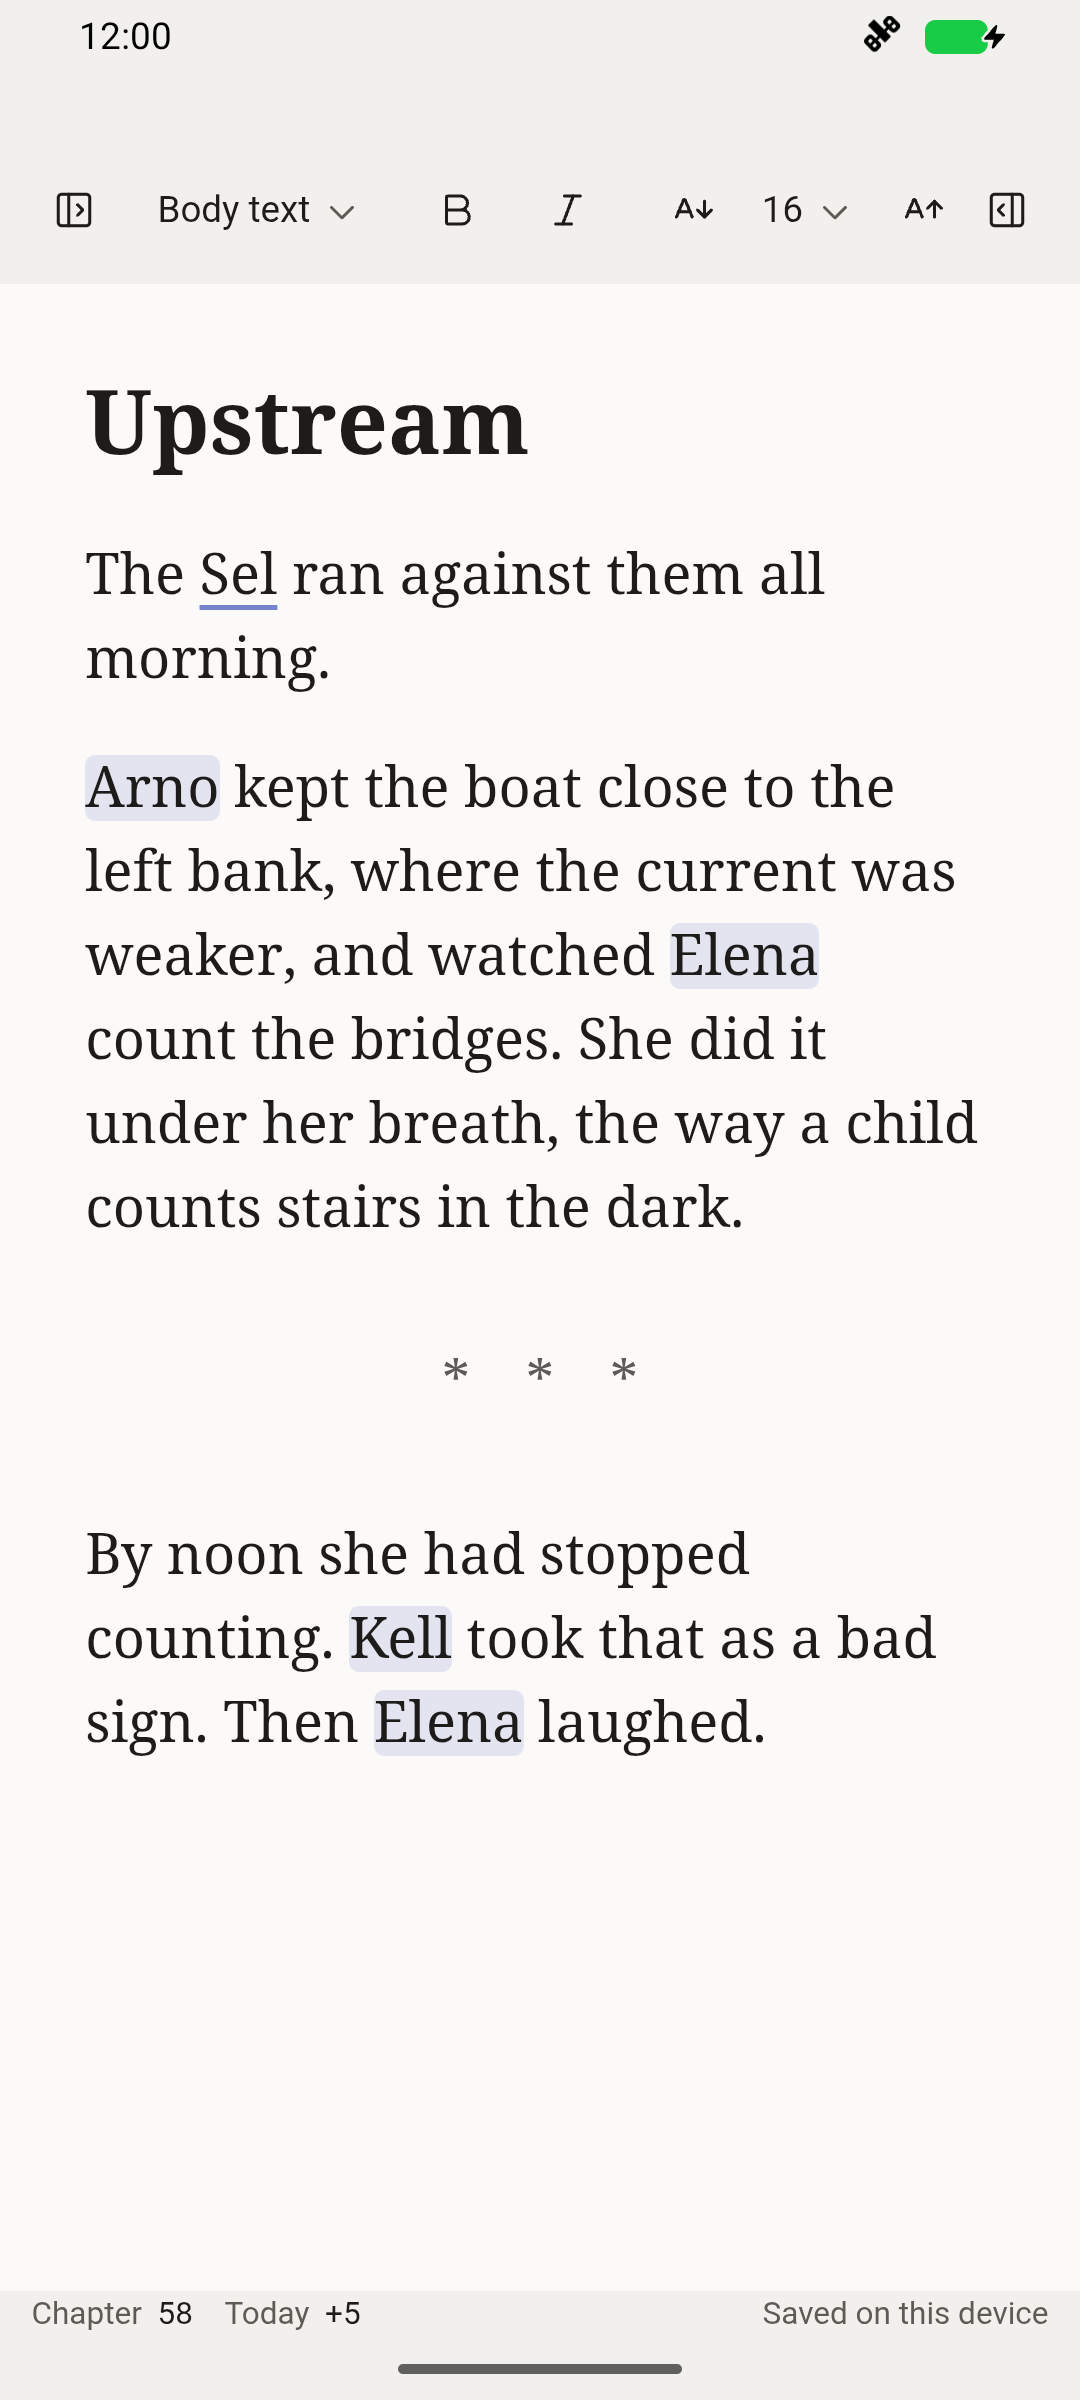 12:00
Body text
16
Upstream
The Sel ran against them all
morning.
Arno kept the boat close to the
left bank, where the current was
weaker, and watched Elena
count the bridges. She did it
under her breath, the way a child
counts stairs in the dark.
* * *
By noon she had stopped
counting. Kell took that as a bad
sign. Then Elena laughed.
Chapter 58 Today +5 Saved on this device